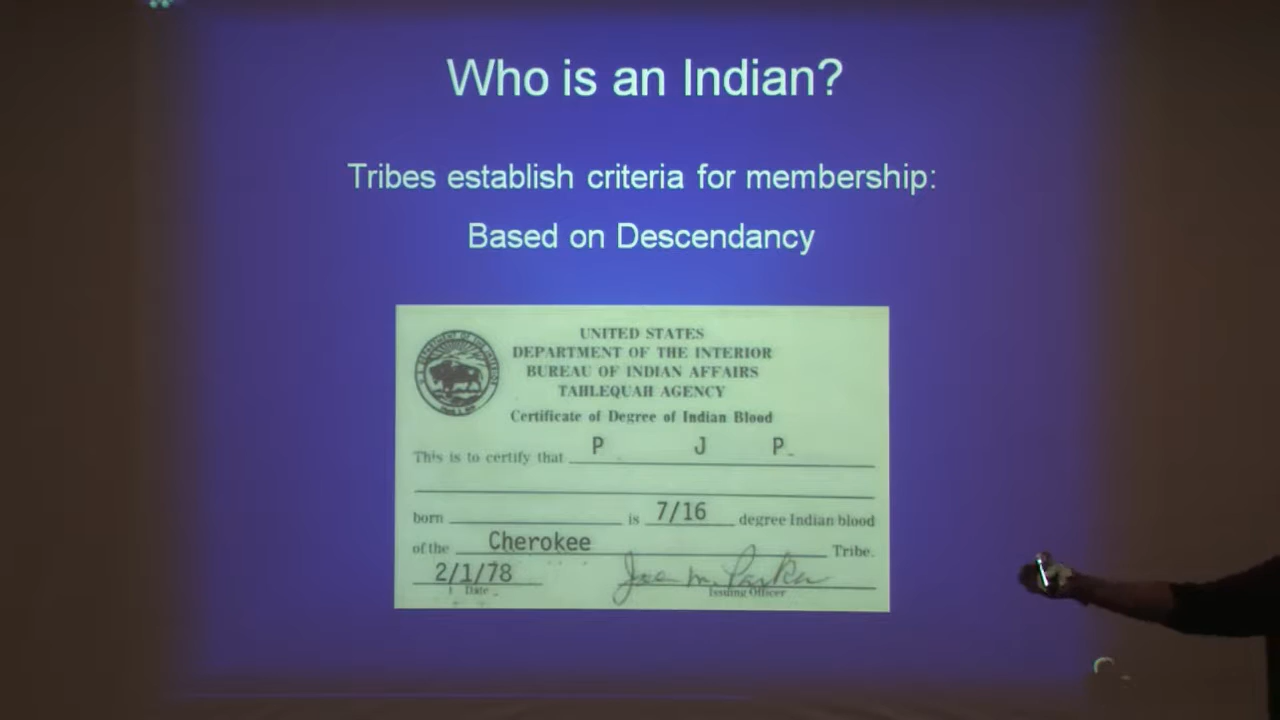 Who is an Indian?
Tribes establish criteria for membership:
Based on Descendancy
UNITED STATES
DEPARTMENT OF THE INTERIOR
BUREAU OF INDIAN AFFAIRS
TAHLEQUAH AGENCY
Certificate of Degree of Indian Blood
This is to certify that P J P
born is 7/16 degree Indian blood
of the Cherokee Tribe.
2/1/78 Joe M. Parker
Date Issuing Officer